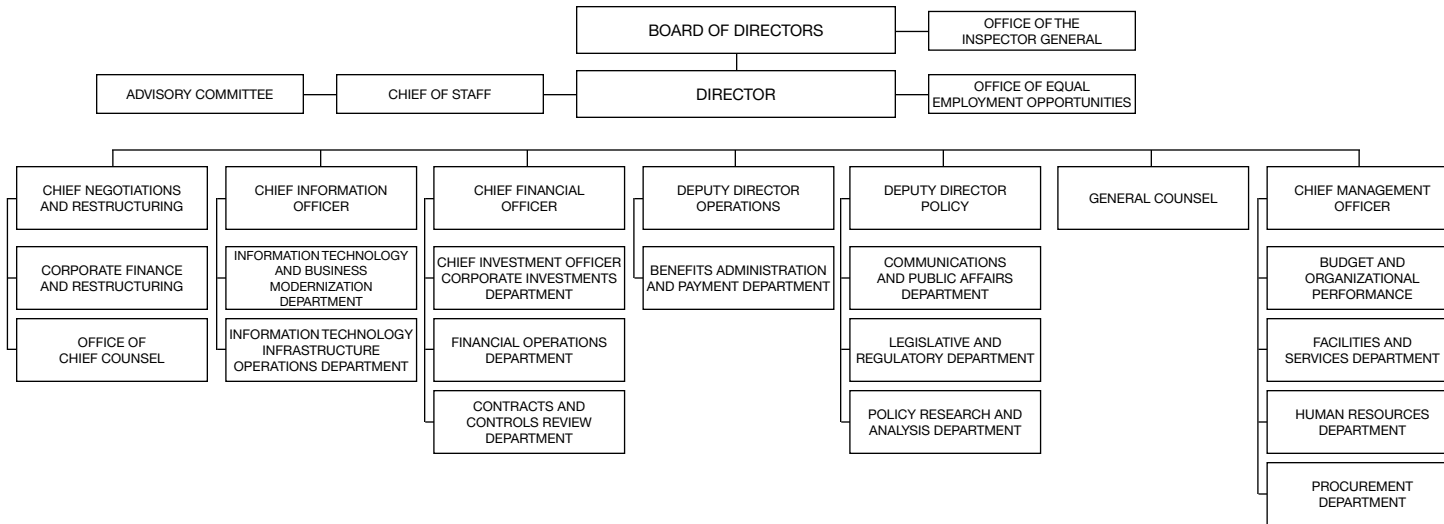 BOARD OF DIRECTORS
OFFICE OF THE
INSPECTOR GENERAL
ADVISORY COMMITTEE
CHIEF OF STAFF
DIRECTOR
OFFICE OF EQUAL
EMPLOYMENT OPPORTUNITIES
CHIEF NEGOTIATIONS
AND RESTRUCTURING
CHIEF INFORMATION
OFFICER
CHIEF FINANCIAL
OFFICER
DEPUTY DIRECTOR
OPERATIONS
DEPUTY DIRECTOR
POLICY
GENERAL COUNSEL
CHIEF MANAGEMENT
OFFICER
CORPORATE FINANCE
AND RESTRUCTURING
INFORMATION TECHNOLOGY
AND BUSINESS
MODERNIZATION
DEPARTMENT
CHIEF INVESTMENT OFFICER
CORPORATE INVESTMENTS
DEPARTMENT
BENEFITS ADMINISTRATION
AND PAYMENT DEPARTMENT
COMMUNICATIONS
AND PUBLIC AFFAIRS
DEPARTMENT
BUDGET AND
ORGANIZATIONAL
PERFORMANCE
OFFICE OF
CHIEF COUNSEL
INFORMATION TECHNOLOGY
INFRASTRUCTURE
OPERATIONS DEPARTMENT
FINANCIAL OPERATIONS
DEPARTMENT
LEGISLATIVE AND
REGULATORY DEPARTMENT
FACILITIES AND
SERVICES DEPARTMENT
CONTRACTS AND
CONTROLS REVIEW
DEPARTMENT
POLICY RESEARCH AND
ANALYSIS DEPARTMENT
HUMAN RESOURCES
DEPARTMENT
PROCUREMENT
DEPARTMENT